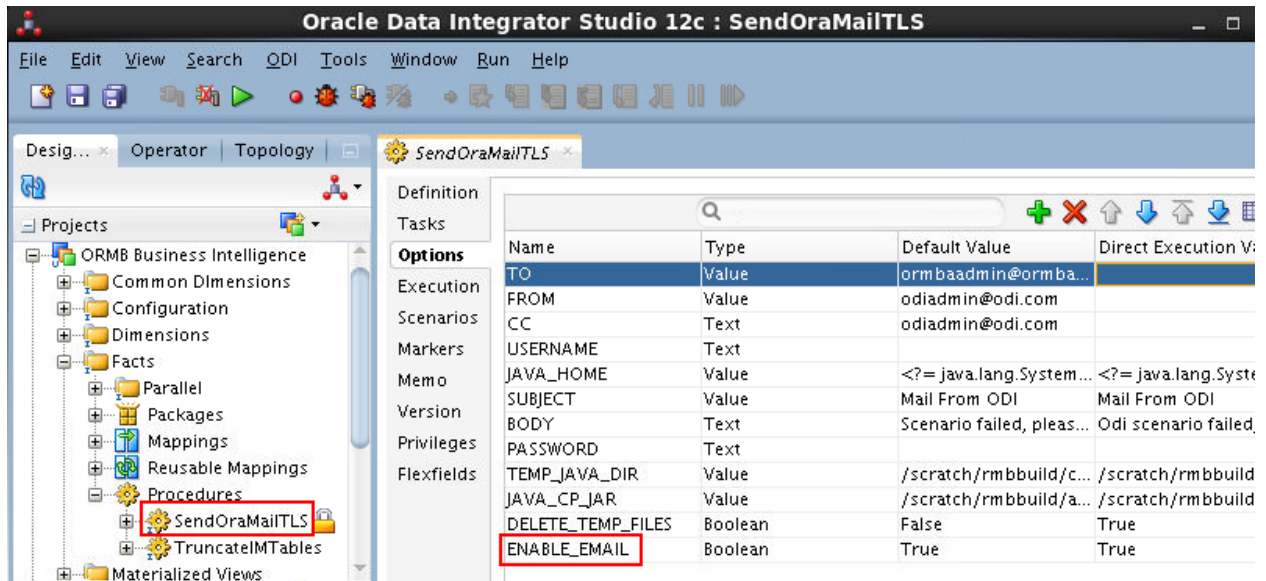 Oracle Data Integrator Studio 12c : SendOraMailTLS
File Edit View Search ODI Tools Window Run Help
Desig... Operator Topology
SendOraMailTLS
Projects
ORMB Business Intelligence
Common DImensions
Configuration
Dimensions
Facts
Parallel
Packages
Mappings
Reusable Mappings
Procedures
SendOraMailTLS
TruncateIMTables
Materialized Views
Definition
Tasks
Options
Execution
Scenarios
Markers
Memo
Version
Privileges
Flexfields
Name Type Default Value Direct Execution Va
TO Value ormbaadmin@ormba...
FROM Value odiadmin@odi.com
CC Text odiadmin@odi.com
USERNAME Text
JAVA_HOME Value <?= java.lang.System... <?= java.lang.Syste
SUBJECT Value Mail From ODI Mail From ODI
BODY Text Scenario failed, pleas... Odi scenario failed,
PASSWORD Text
TEMP_JAVA_DIR Value /scratch/rmbbuild/c... /scratch/rmbbuild
JAVA_CP_JAR Value /scratch/rmbbuild/a... /scratch/rmbbuild
DELETE_TEMP_FILES Boolean False True
ENABLE_EMAIL Boolean True True